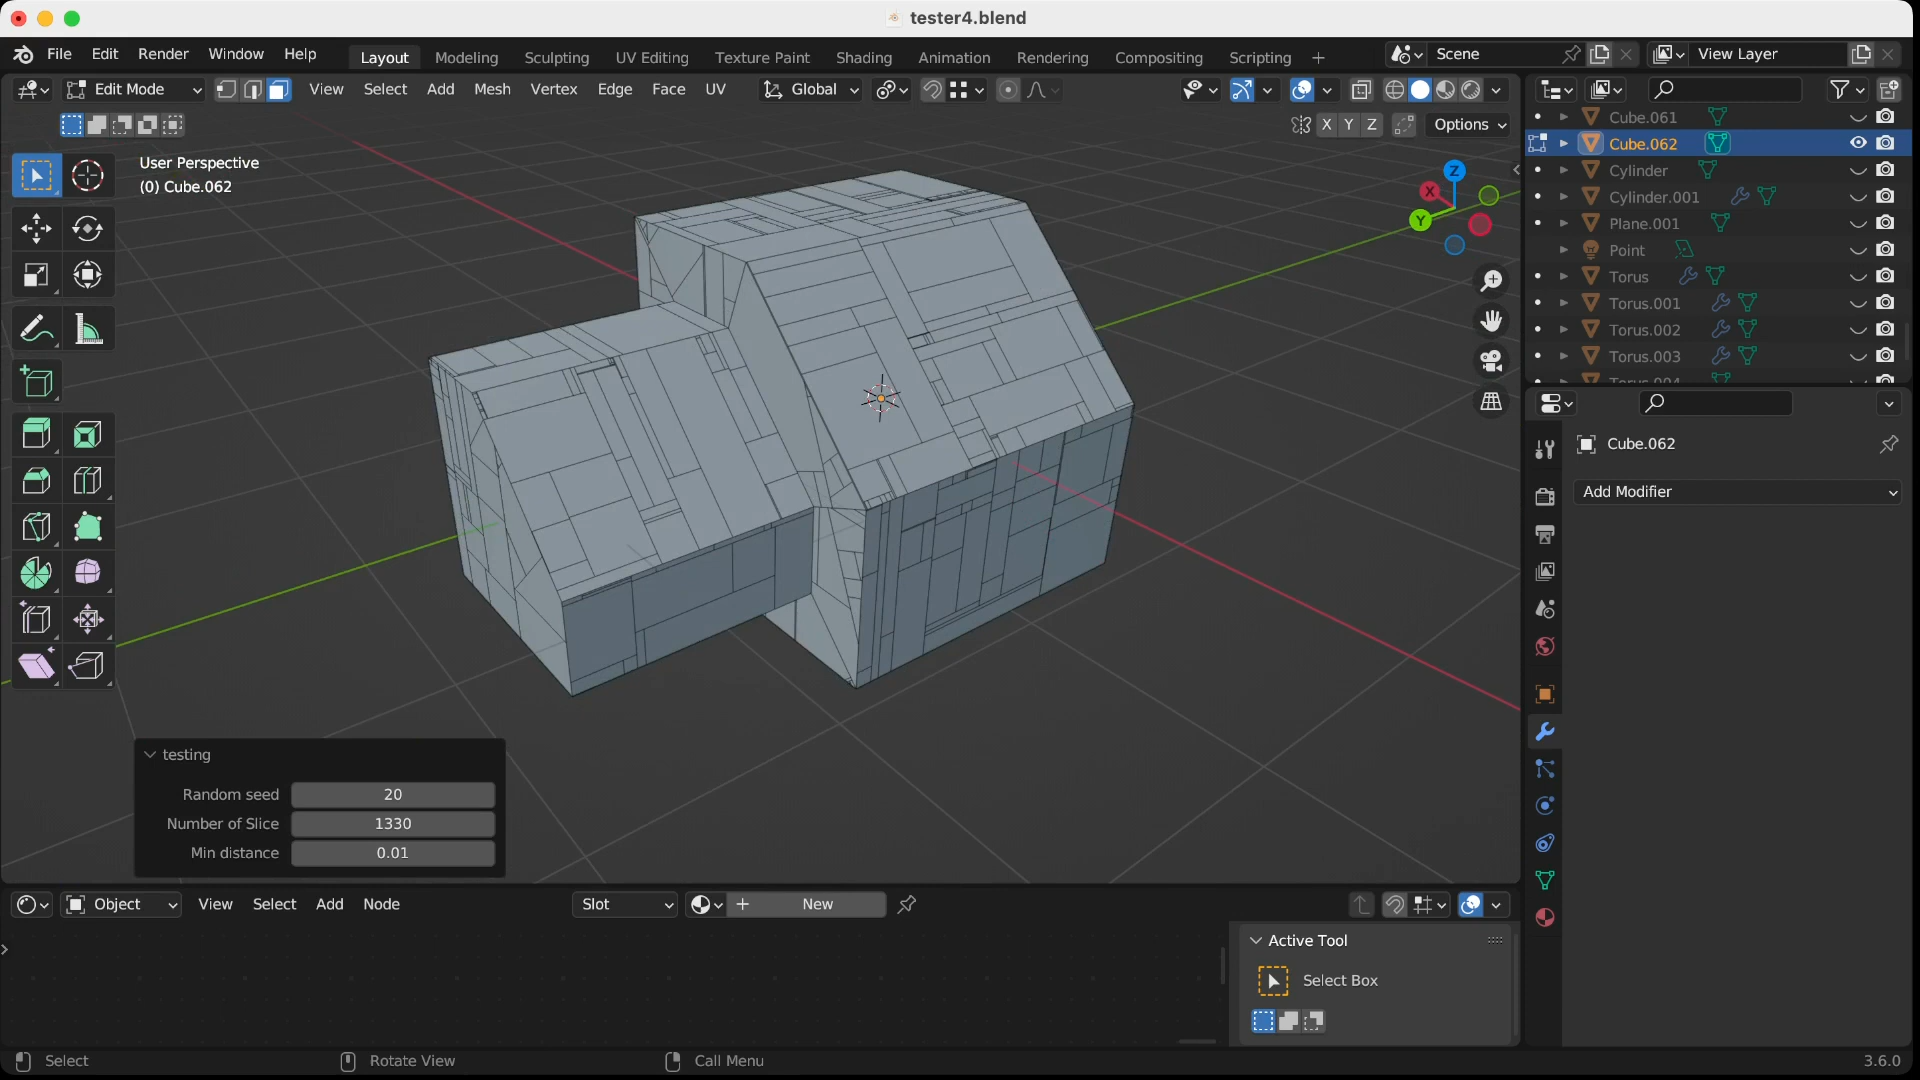 tester4.blend
File Edit Render Window Help Layout Modeling Sculpting UV Editing Texture Paint Shading Animation Rendering Compositing Scripting + Scene View Layer
Edit Mode View Select Add Mesh Vertex Edge Face UV Global
X Y Z Options
User Perspective
(0) Cube.062
Z
X
Y
Cube.061
Cube.062
Cylinder
Cylinder.001
Plane.001
Point
Torus
Torus.001
Torus.002
Torus.003
Torus.004
Cube.062
Add Modifier
testing
Random seed 20
Number of Slice 1330
Min distance 0.01
Object View Select Add Node Slot + New
Active Tool
Select Box
Select Rotate View Call Menu 3.6.0